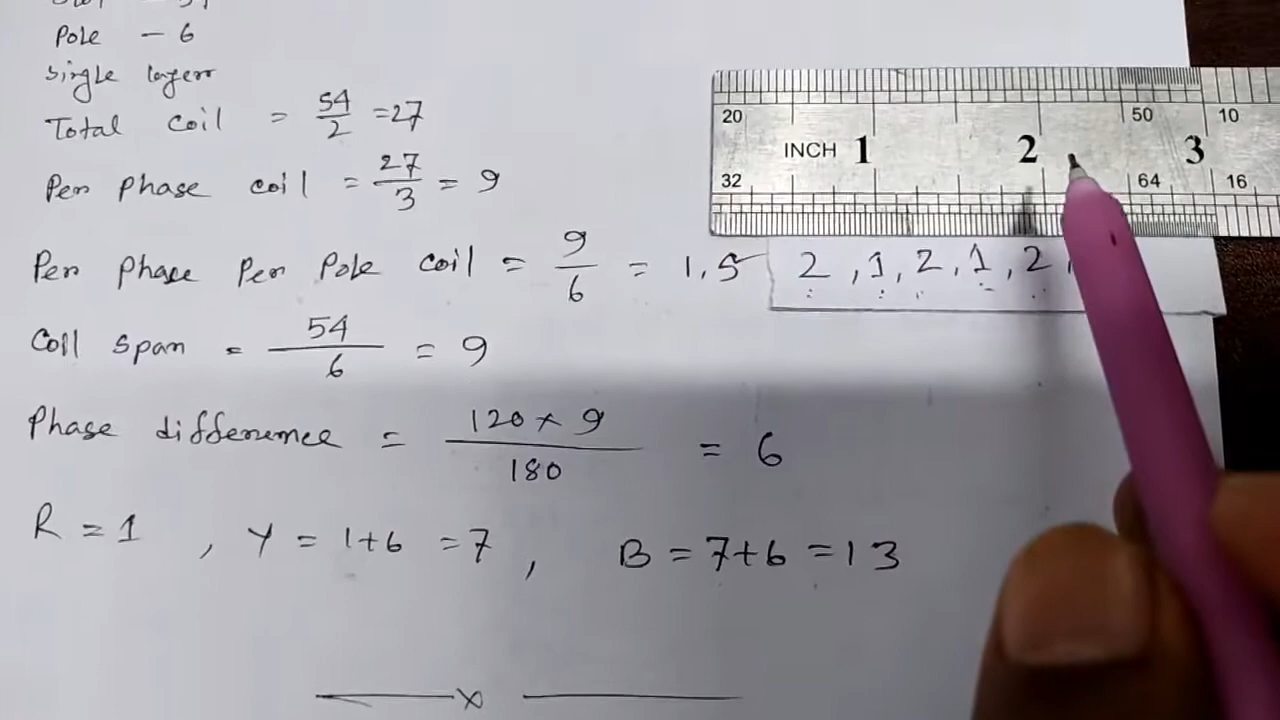 Pole - 6
Single layer
Total coil = 54/2 = 27
Per phase coil = 27/3 = 9
Per phase Per Pole coil = 9/6 = 1.5
2, 1, 2, 1, 2,
Coil span = 54/6 = 9
Phase difference = 120 × 9/180 = 6
R = 1, Y = 1+6 = 7, B = 7+6 = 13
x
20 50 10
INCH 1 2 3
32 64 16